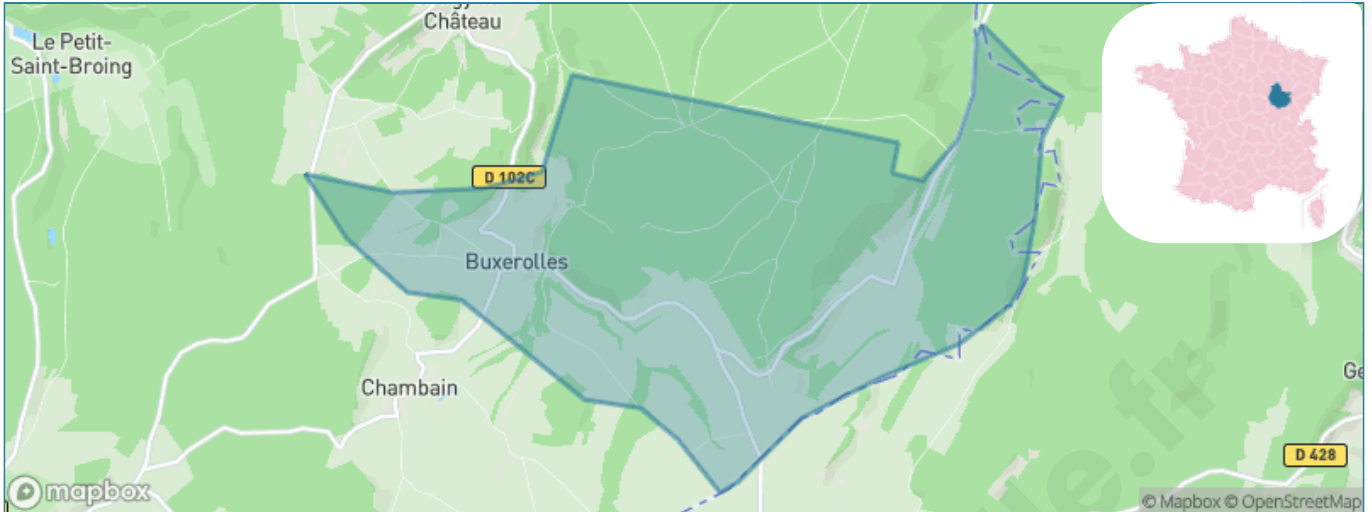 Château
Le Petit-
Saint-Broing
D 102C
Buxerolles
Chambain
D 428
mapbox
© Mapbox © OpenStreetMap